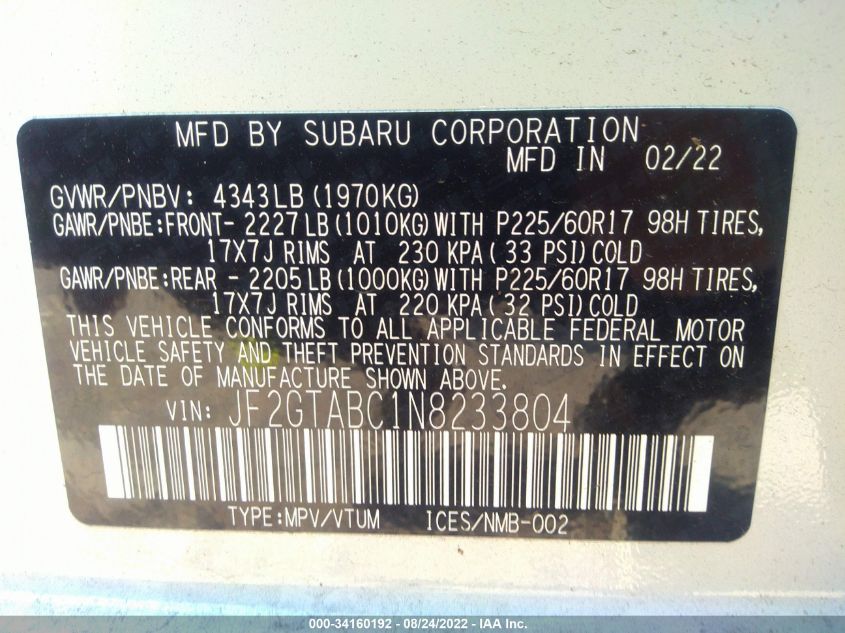 MFD BY SUBARU CORPORATION
MFD IN 02/22
GVWR/PNBV: 4343LB(1970KG)
GAWR/PNBE:FRONT- 2227LB(1010KG)WITH P225/60R17 98H TIRES,
17X7J RIMS AT 230 KPA(33 PSI)COLD
GAWR/PNBE:REAR - 2205LB(1000KG)WITH P225/60R17 98H TIRES,
17X7J RIMS AT 220 KPA(32 PSI)COLD
THIS VEHICLE CONFORMS TO ALL APPLICABLE FEDERAL MOTOR
VEHICLE SAFETY AND THEFT PREVENTION STANDARDS IN EFFECT ON
THE DATE OF MANUFACTURE SHOWN ABOVE.
VIN: JF2GTABC1N8233804
TYPE:MPV/VTUM ICES/NMB-002
000-34160192 - 08/24/2022 - IAA Inc.